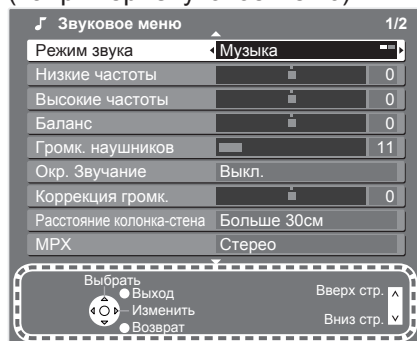 Звуковое меню 1/2
Режим звука Музыка
Низкие частоты 0
Высокие частоты 0
Баланс 0
Громк. наушников 11
Окр. Звучание Выкл.
Коррекция громк. 0
Расстояние колонка-стена Больше 30см
MPX Стерео
Выбрать
Выход Вверх стр.
Изменить
Возврат Вниз стр.